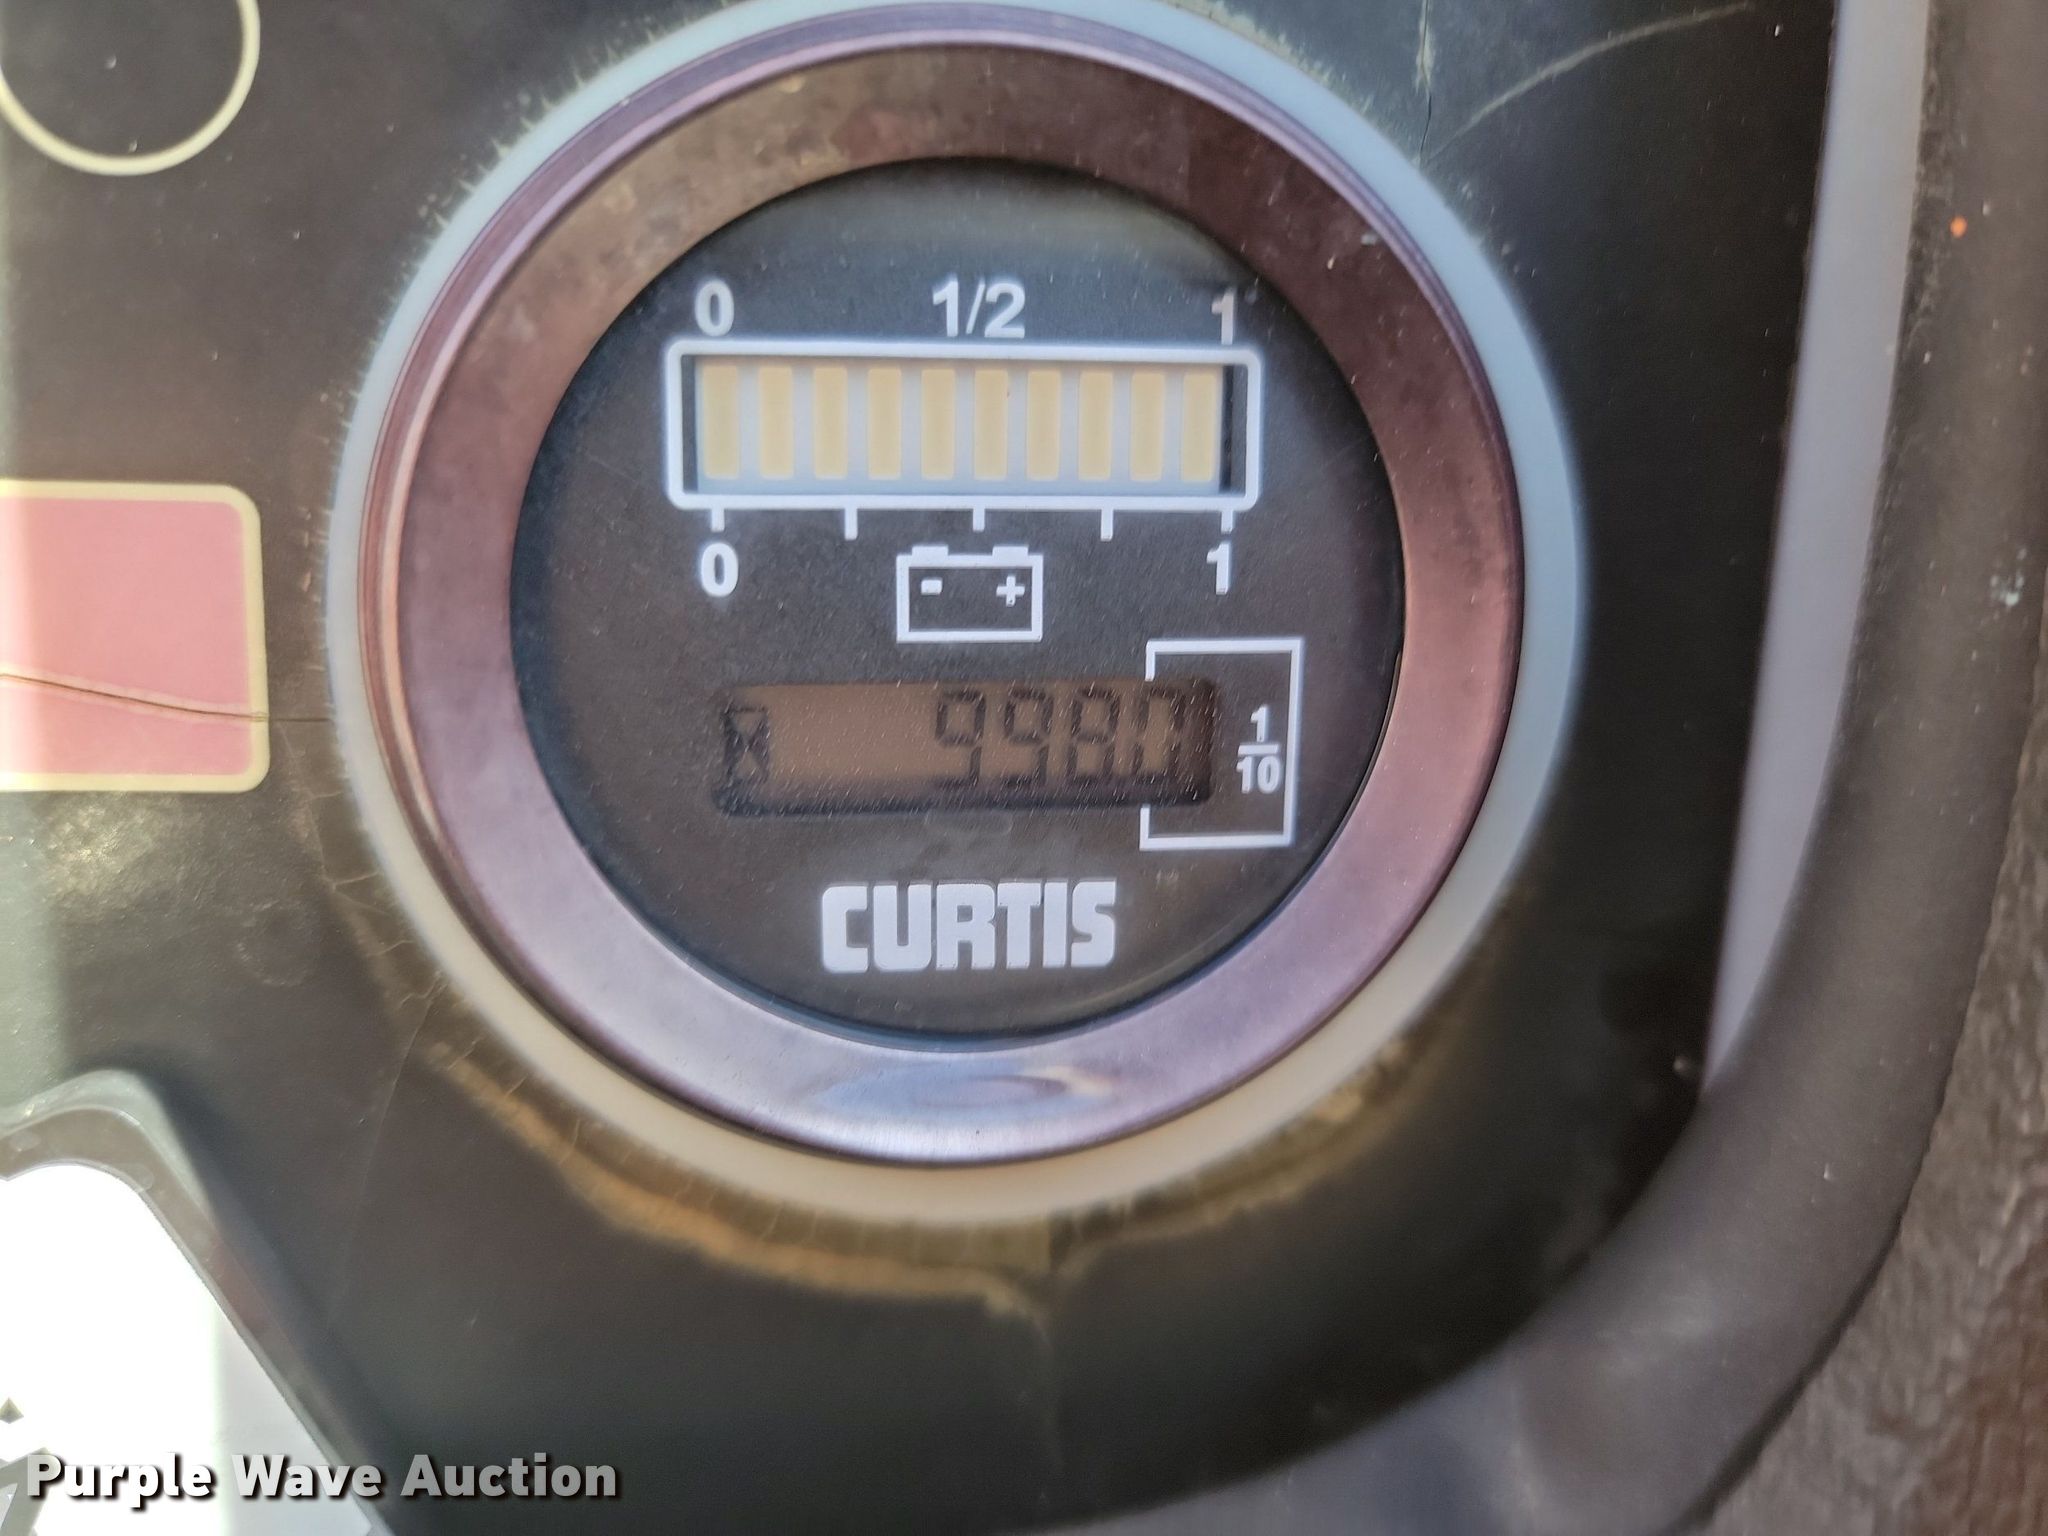 0 1/2 1
0 1
- +
998.0
1
10
CURTIS
Purple Wave Auction